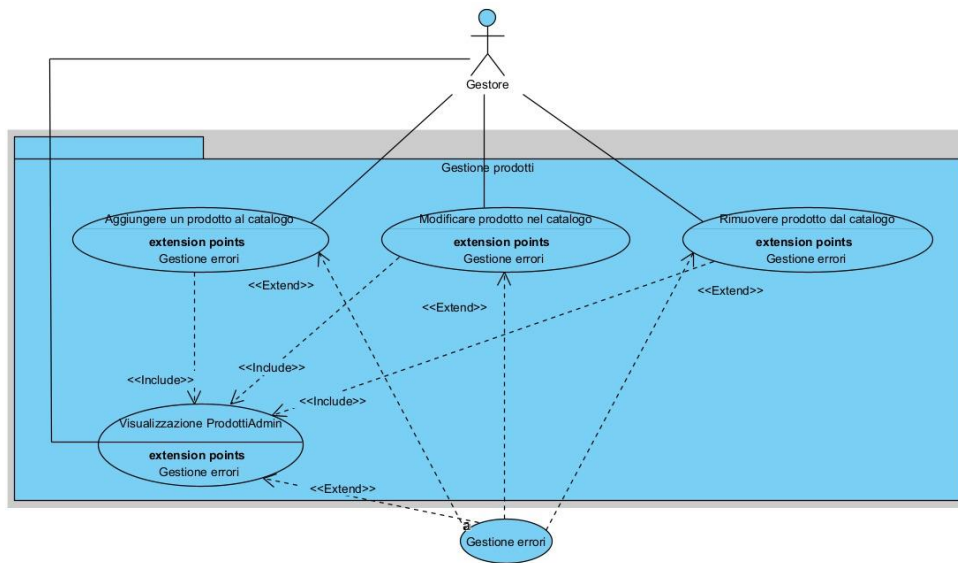 Gestore
Gestione prodotti
Aggiungere un prodotto al catalogo
extension points
Gestione errori
Modificare prodotto nel catalogo
extension points
Gestione errori
Rimuovere prodotto dal catalogo
extension points
Gestione errori
<<Extend>>
<<Extend>>
<<Extend>>
<<Include>>
<<Include>>
<<Include>>
Visualizzazione ProdottiAdmin
extension points
Gestione errori
<<Extend>>
a
Gestione errori